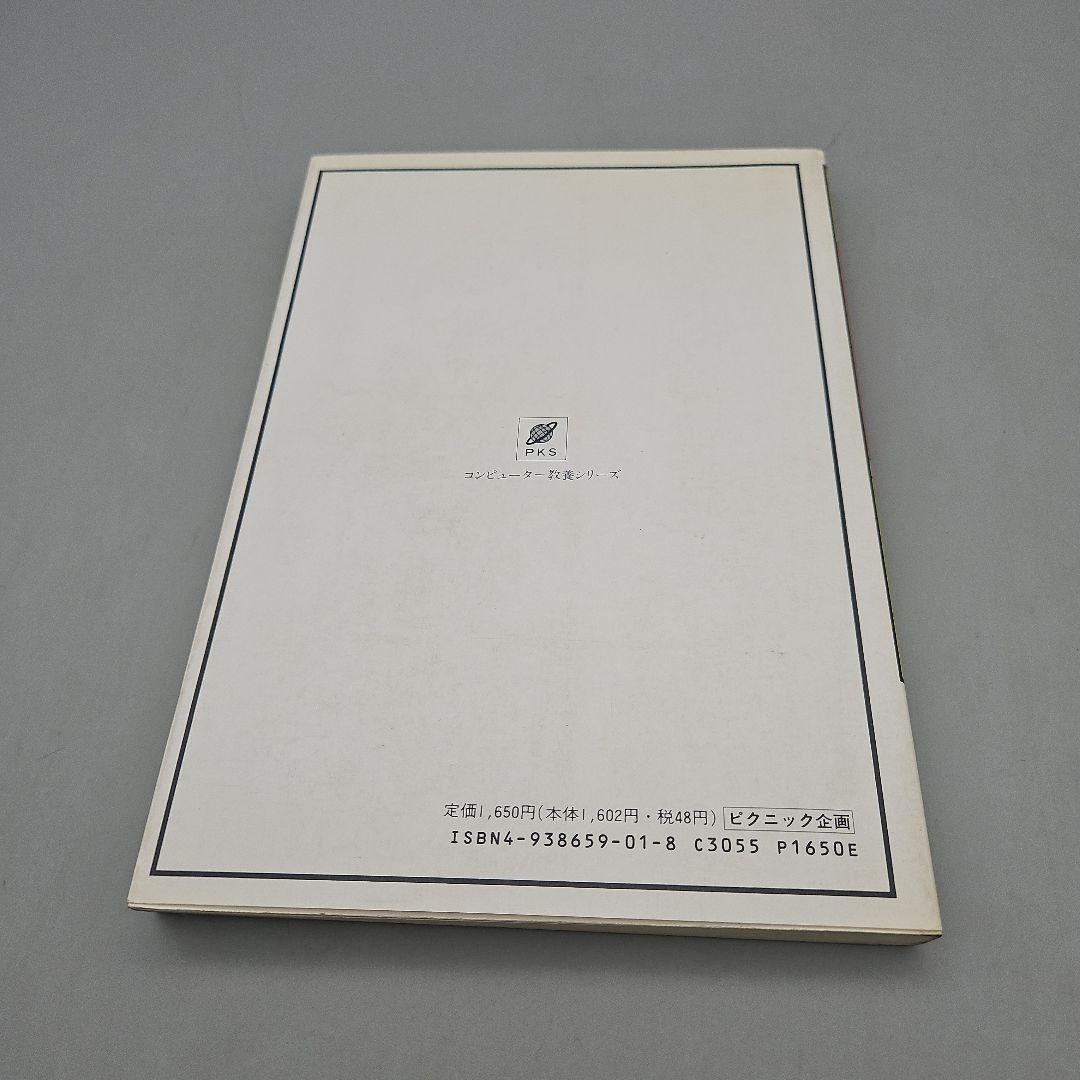 PKS
コンピューター教養シリーズ
定価1,650円(本体1,602円・税48円) ピクニック企画
ISBN4-938659-01-8 C3055 P1650E